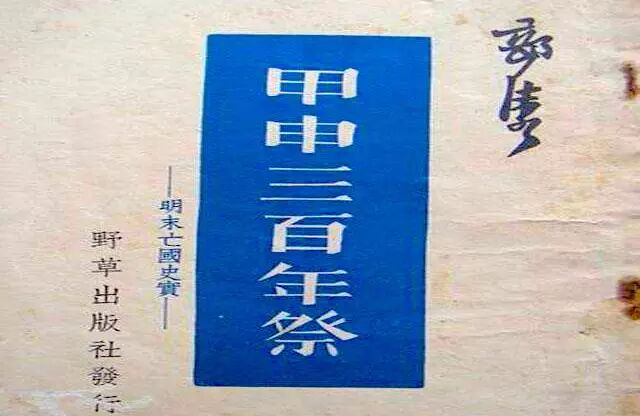 甲申三百年祭
——明末亡國史實——
野草出版社發行